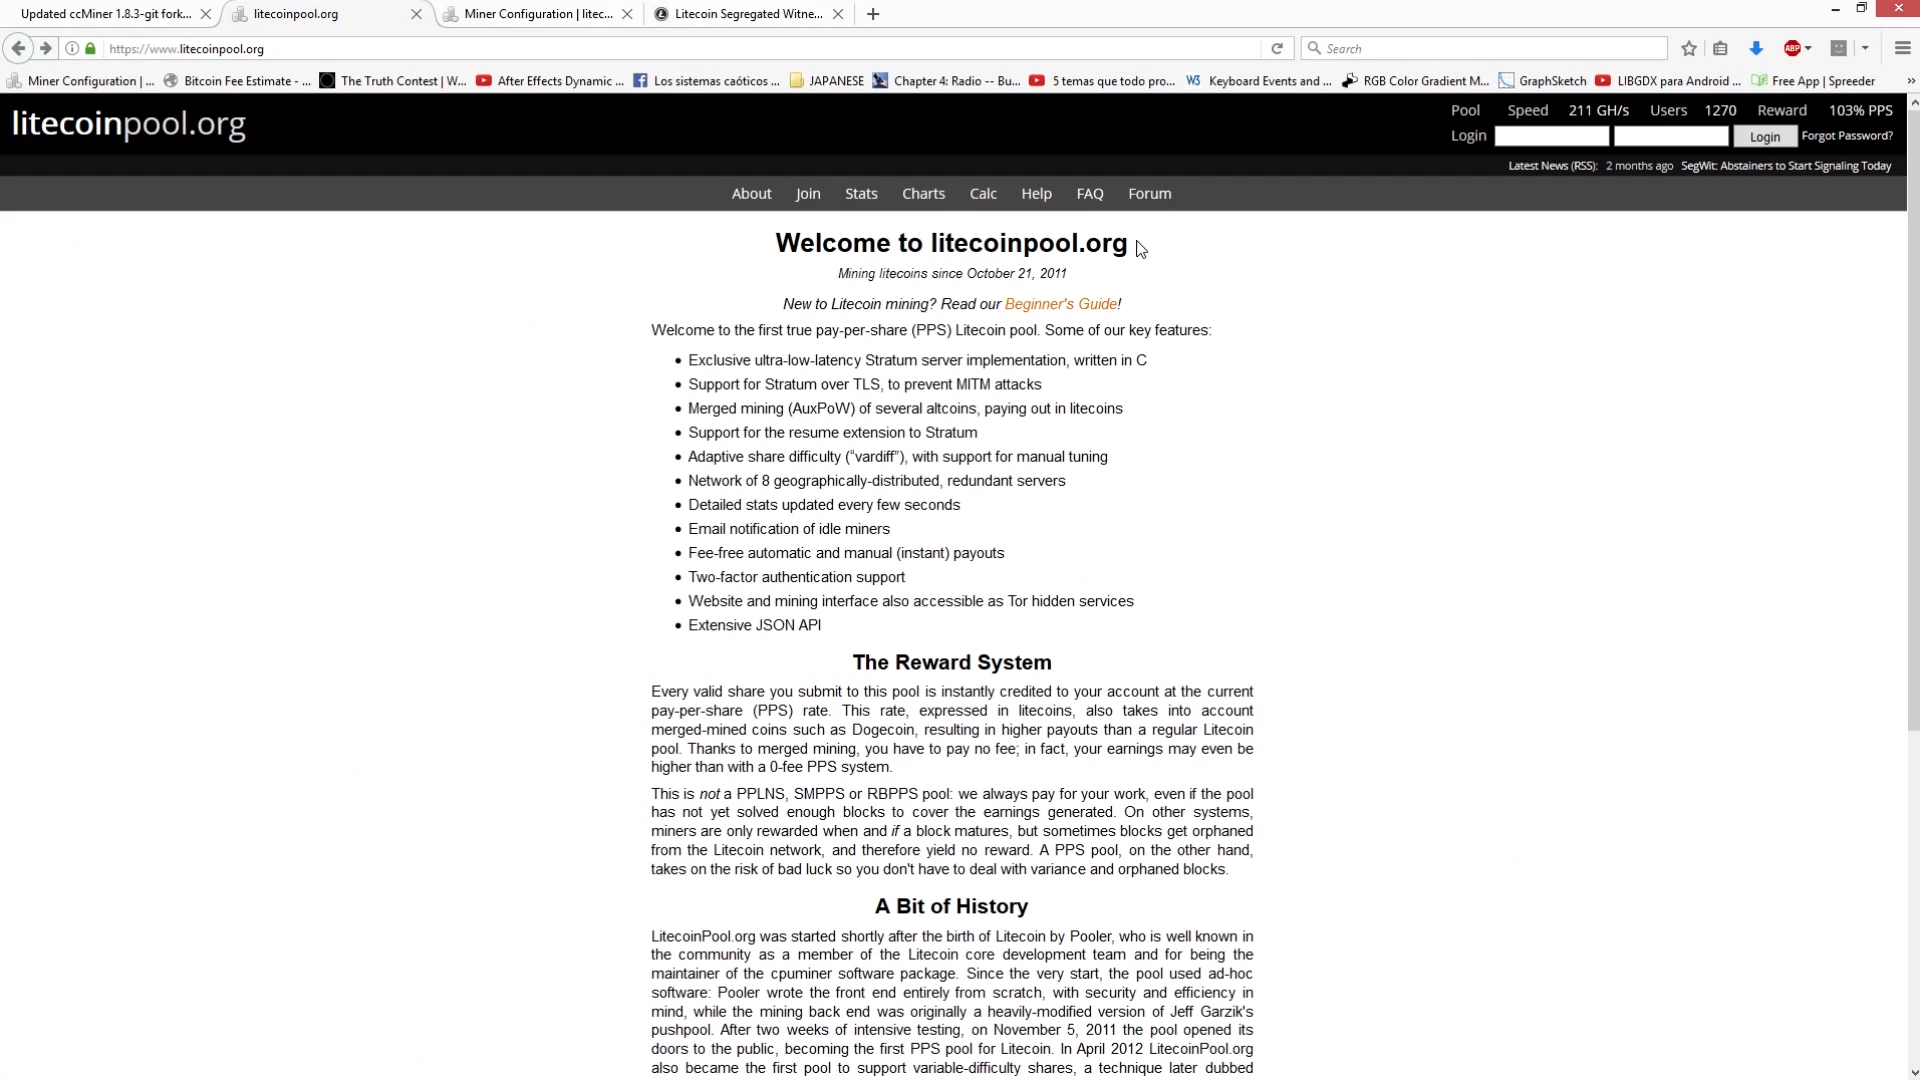 Updated ccMiner 1.8.3-git fork...
litecoinpool.org
Miner Configuration | litec...
Litecoin Segregated Witne...
https://www.litecoinpool.org
Search
ABP
Miner Configuration | ...
Bitcoin Fee Estimate - ...
The Truth Contest | W...
After Effects Dynamic ...
Los sistemas caóticos ...
JAPANESE
Chapter 4: Radio -- Bu...
5 temas que todo pro...
W3 Keyboard Events and ...
RGB Color Gradient M...
GraphSketch
LIBGDX para Android ...
Free App | Spreeder
litecoinpool.org
Pool Speed 211 GH/s Users 1270 Reward 103% PPS
Login Login Forgot Password?
Latest News (RSS): 2 months ago SegWit: Abstainers to Start Signaling Today
About Join Stats Charts Calc Help FAQ Forum
Welcome to litecoinpool.org
Mining litecoins since October 21, 2011
New to Litecoin mining? Read our Beginner's Guide!
Welcome to the first true pay-per-share (PPS) Litecoin pool. Some of our key features:
• Exclusive ultra-low-latency Stratum server implementation, written in C
• Support for Stratum over TLS, to prevent MITM attacks
• Merged mining (AuxPoW) of several altcoins, paying out in litecoins
• Support for the resume extension to Stratum
• Adaptive share difficulty (“vardiff”), with support for manual tuning
• Network of 8 geographically-distributed, redundant servers
• Detailed stats updated every few seconds
• Email notification of idle miners
• Fee-free automatic and manual (instant) payouts
• Two-factor authentication support
• Website and mining interface also accessible as Tor hidden services
• Extensive JSON API
The Reward System
Every valid share you submit to this pool is instantly credited to your account at the current
pay-per-share (PPS) rate. This rate, expressed in litecoins, also takes into account
merged-mined coins such as Dogecoin, resulting in higher payouts than a regular Litecoin
pool. Thanks to merged mining, you have to pay no fee; in fact, your earnings may even be
higher than with a 0-fee PPS system.
This is not a PPLNS, SMPPS or RBPPS pool: we always pay for your work, even if the pool
has not yet solved enough blocks to cover the earnings generated. On other systems,
miners are only rewarded when and if a block matures, but sometimes blocks get orphaned
from the Litecoin network, and therefore yield no reward. A PPS pool, on the other hand,
takes on the risk of bad luck so you don't have to deal with variance and orphaned blocks.
A Bit of History
LitecoinPool.org was started shortly after the birth of Litecoin by Pooler, who is well known in
the community as a member of the Litecoin core development team and for being the
maintainer of the cpuminer software package. Since the very start, the pool used ad-hoc
software: Pooler wrote the front end entirely from scratch, with security and efficiency in
mind, while the mining back end was originally a heavily-modified version of Jeff Garzik's
pushpool. After two weeks of intensive testing, on November 5, 2011 the pool opened its
doors to the public, becoming the first PPS pool for Litecoin. In April 2012 LitecoinPool.org
also became the first pool to support variable-difficulty shares, a technique later dubbed